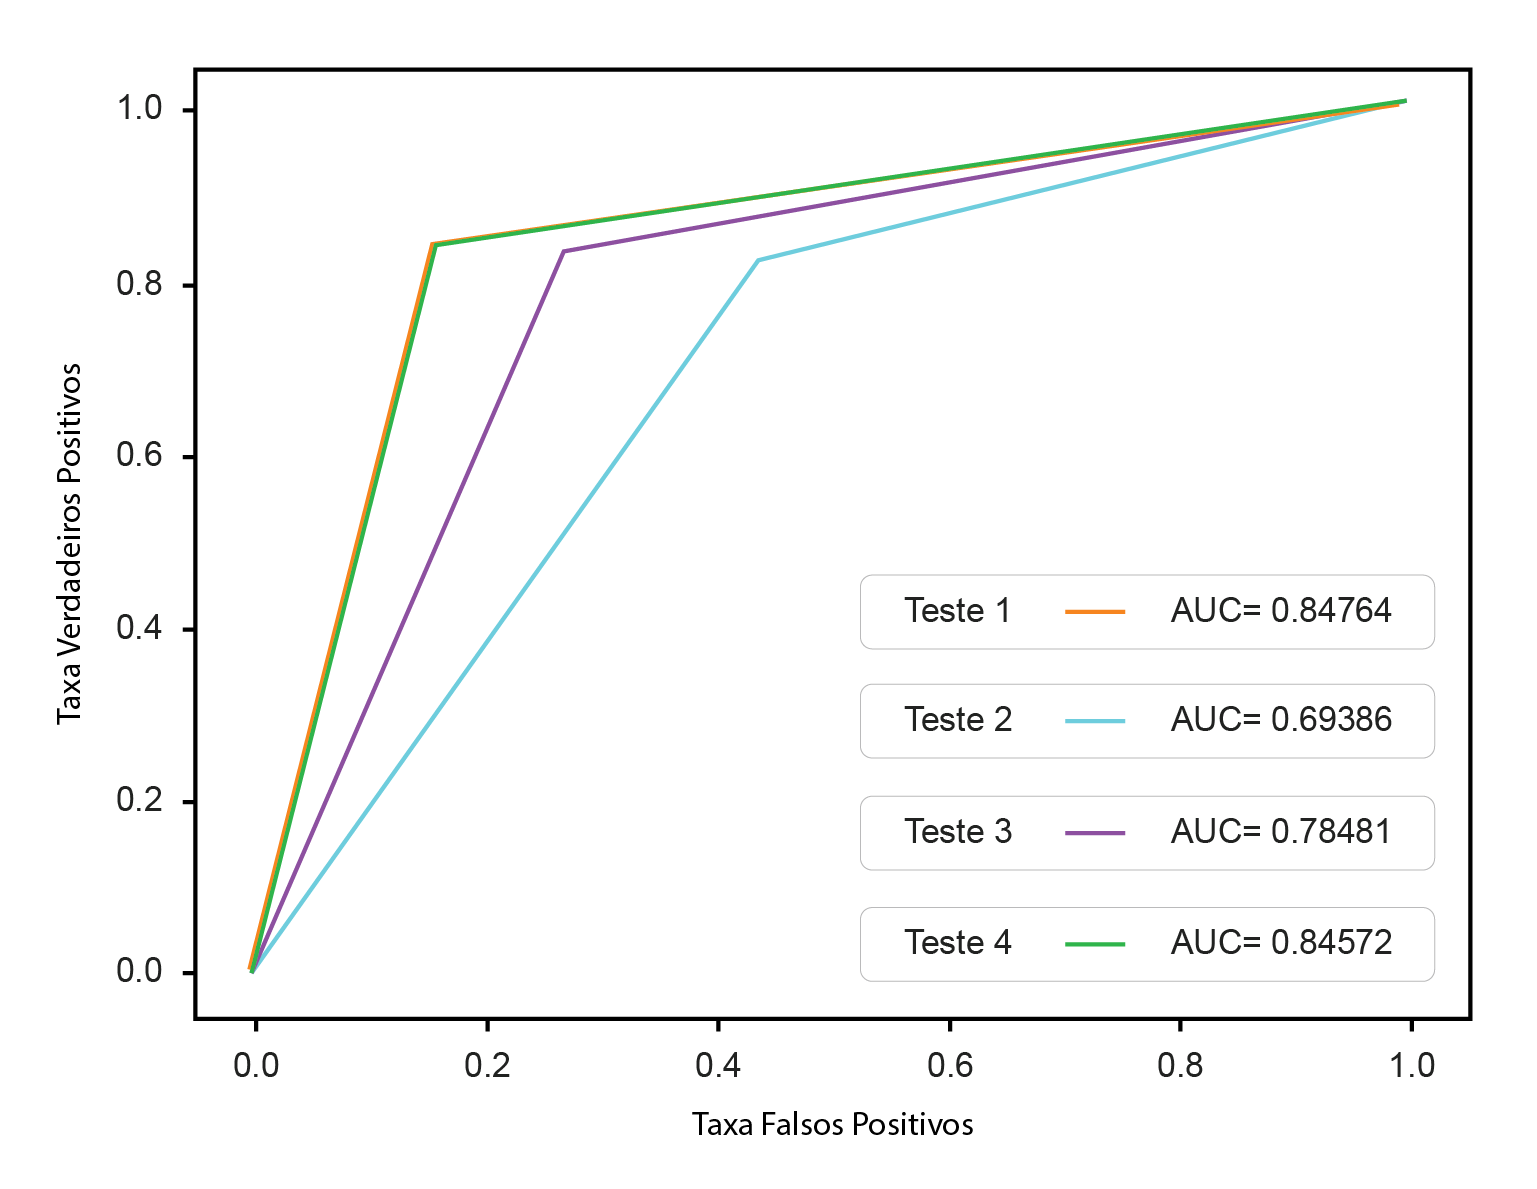 1.0
0.8
0.6
0.4
0.2
0.0
Taxa Verdadeiros Positivos
Teste 1 AUC= 0.84764
Teste 2 AUC= 0.69386
Teste 3 AUC= 0.78481
Teste 4 AUC= 0.84572
0.0 0.2 0.4 0.6 0.8 1.0
Taxa Falsos Positivos